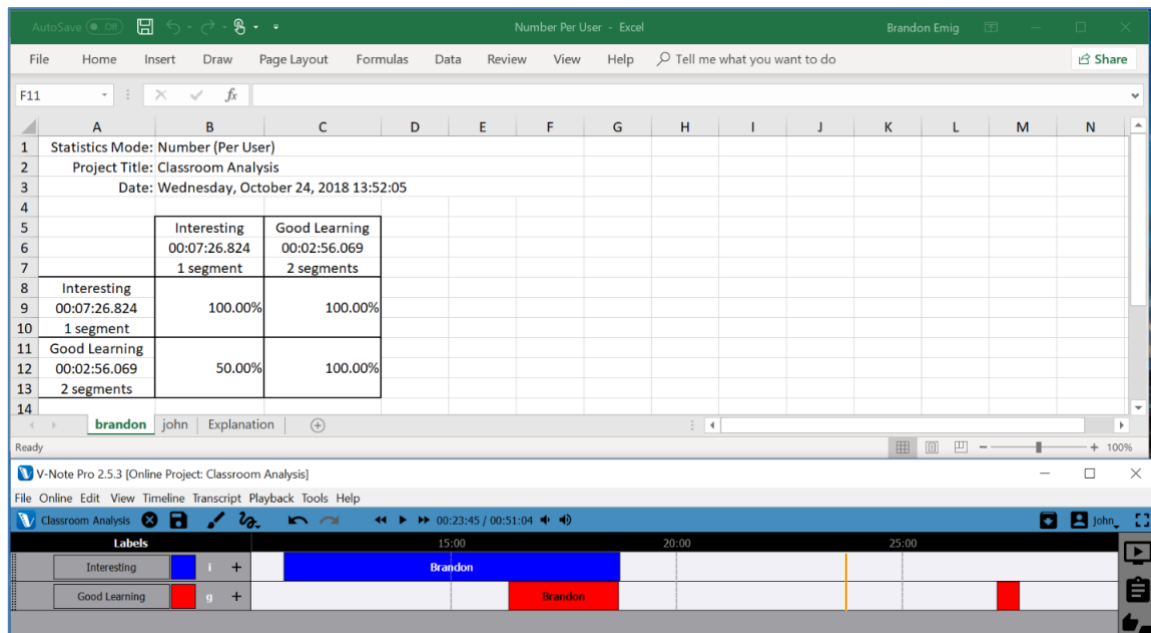 AutoSave Off Number Per User - Excel Brandon Emig
File Home Insert Draw Page Layout Formulas Data Review View Help Tell me what you want to do Share
F11 fx
A B C D E F G H I J K L M N
1 Statistics Mode: Number (Per User)
2 Project Title: Classroom Analysis
3 Date: Wednesday, October 24, 2018 13:52:05
4
5 Interesting Good Learning
6 00:07:26.824 00:02:56.069
7 1 segment 2 segments
8 Interesting
9 00:07:26.824 100.00% 100.00%
10 1 segment
11 Good Learning
12 00:02:56.069 50.00% 100.00%
13 2 segments
14
brandon john Explanation
Ready 100%
V-Note Pro 2.5.3 [Online Project: Classroom Analysis]
File Online Edit View Timeline Transcript Playback Tools Help
Classroom Analysis 00:23:45 / 00:51:04 john
Labels 15:00 20:00 25:00
Interesting i + Brandon
Good Learning g + Brandon